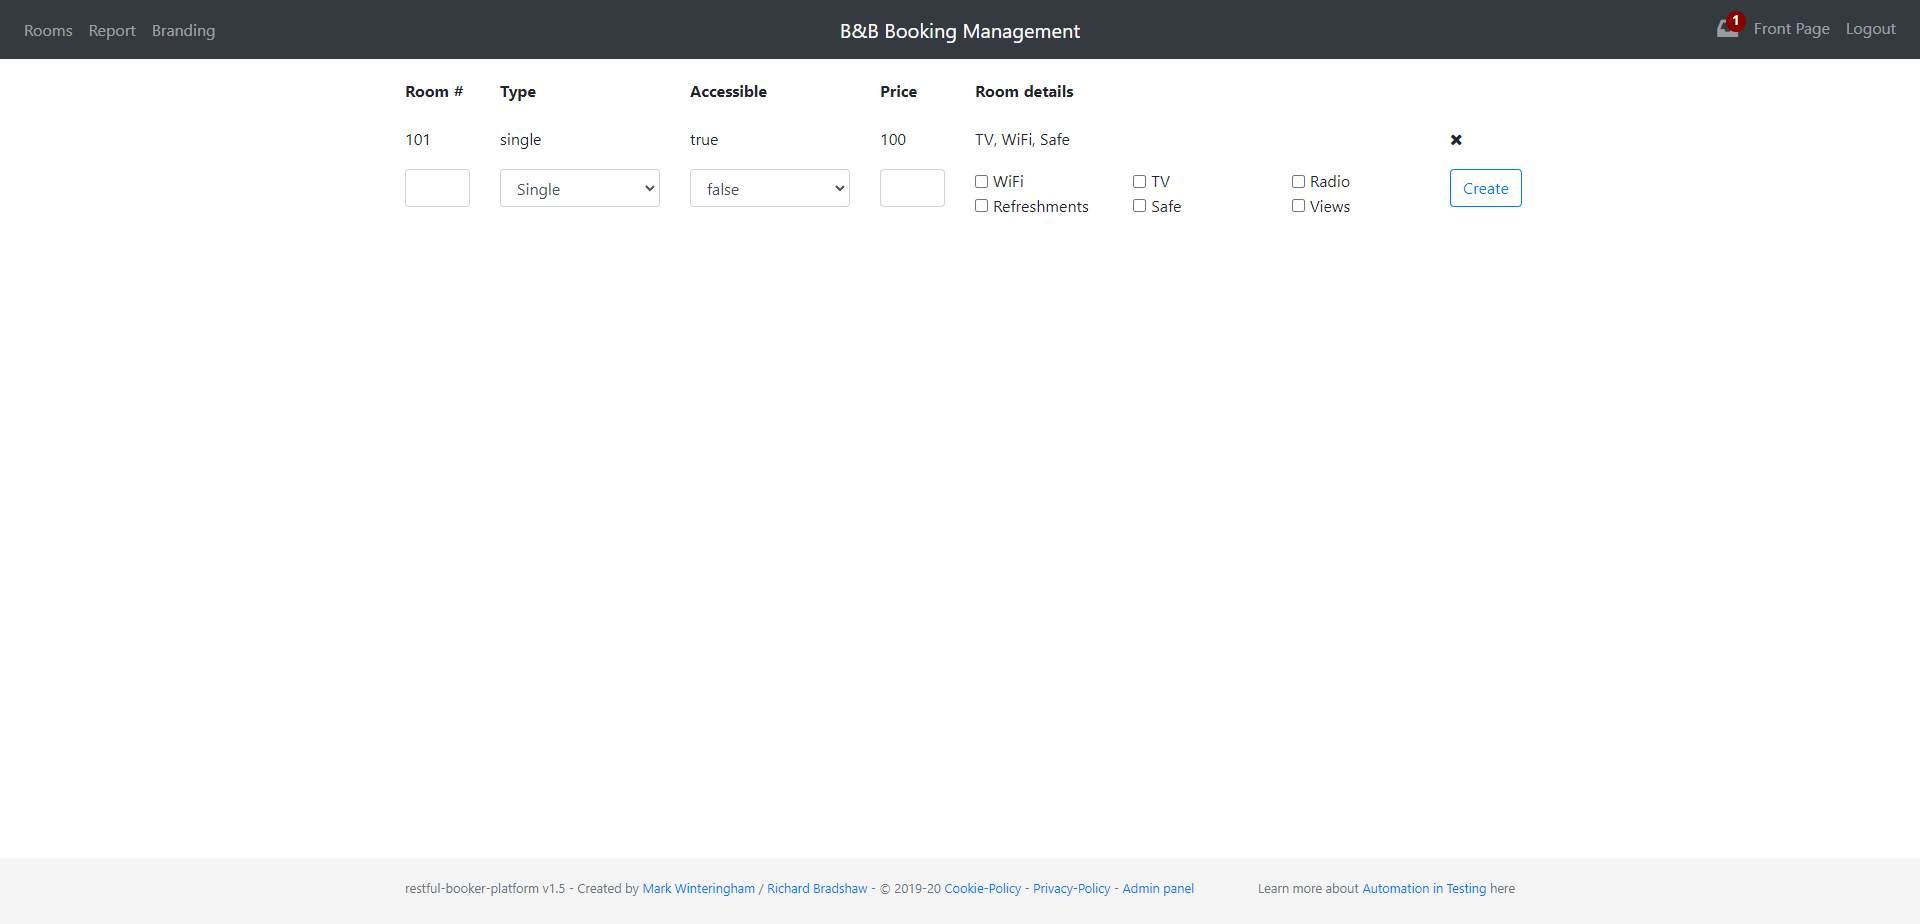 Rooms Report Branding B&B Booking Management 1 Front Page Logout
Room # Type Accessible Price Room details
101 single true 100 TV, WiFi, Safe
Single false WiFi TV Radio Create
Refreshments Safe Views
restful-booker-platform v1.5 - Created by Mark Winteringham / Richard Bradshaw - © 2019-20 Cookie-Policy - Privacy-Policy - Admin panel Learn more about Automation in Testing here